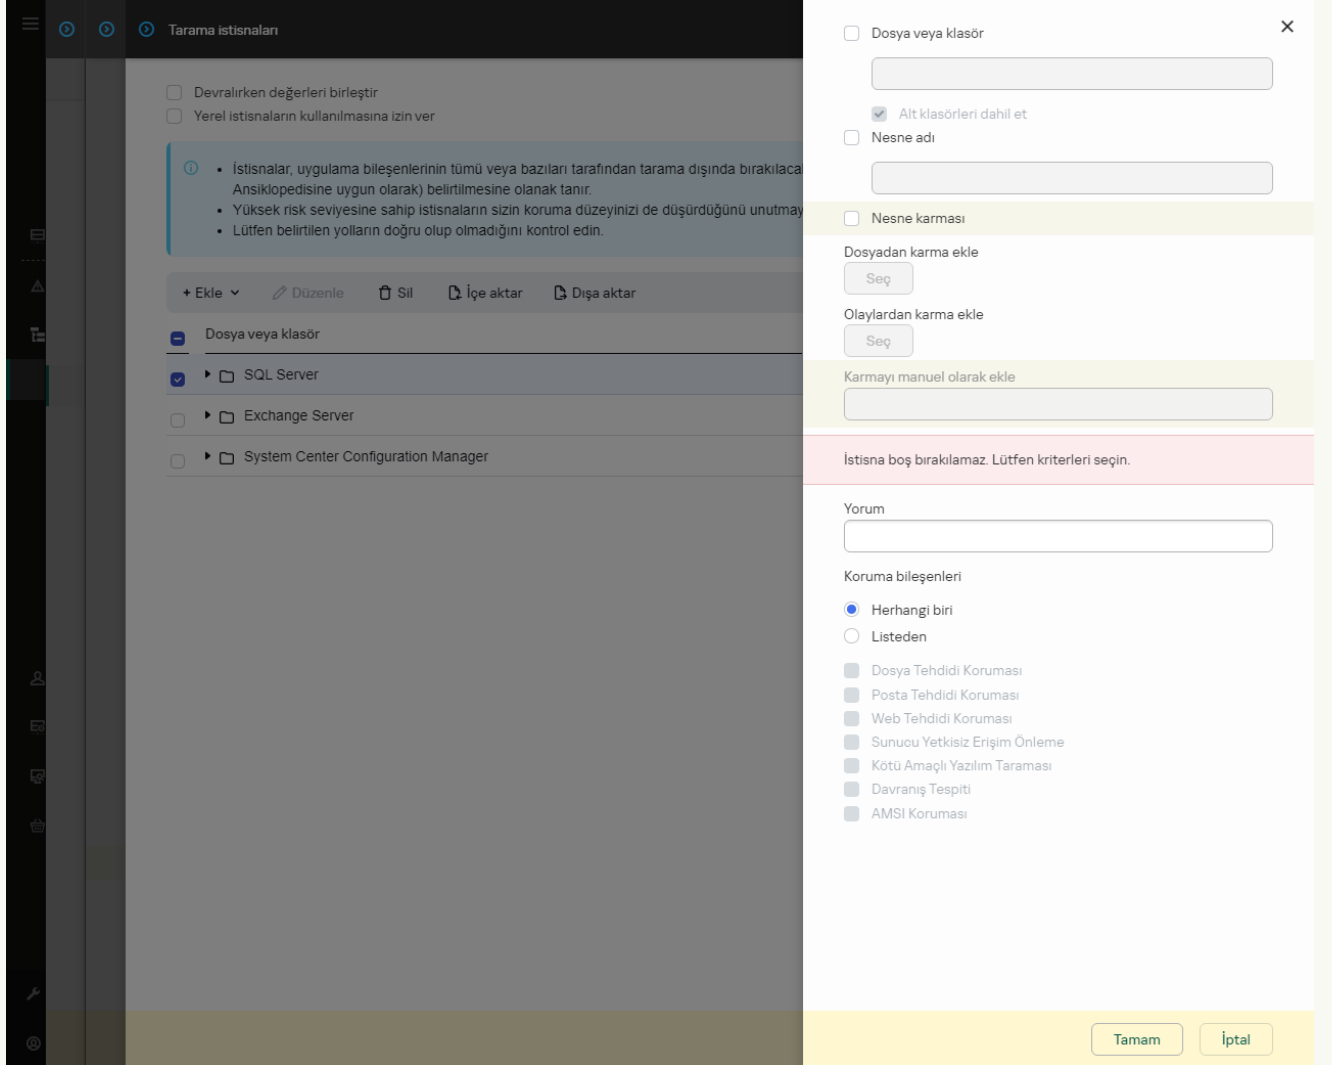 Tarama istisnaları
Devralırken değerleri birleştir
Yerel istisnaların kullanılmasına izin ver
• İstisnalar, uygulama bileşenlerinin tümü veya bazıları tarafından tarama dışında
Ansiklopedisine uygun olarak) belirtilmesine olanak tanır.
• Yüksek risk seviyesine sahip istisnaların sizin koruma düzeyinizi de düşürdüğünü
• Lütfen belirtilen yolların doğru olup olmadığını kontrol edin.
+ Ekle
Düzenle
Sil
İçe aktar
Dışa aktar
Dosya veya klasör
SQL Server
Exchange Server
System Center Configuration Manager
Dosya veya klasör
Alt klasörleri dahil et
Nesne adı
Nesne karması
Dosyadan karma ekle
Seç
Olaylardan karma ekle
Seç
Karmayı manuel olarak ekle
İstisna boş bırakılamaz. Lütfen kriterleri seçin.
Yorum
Koruma bileşenleri
Herhangi biri
Listeden
Dosya Tehdidi Koruması
Posta Tehdidi Koruması
Web Tehdidi Koruması
Sunucu Yetkisiz Erişim Önleme
Kötü Amaçlı Yazılım Taraması
Davranış Tespiti
AMSI Koruması
Tamam
İptal